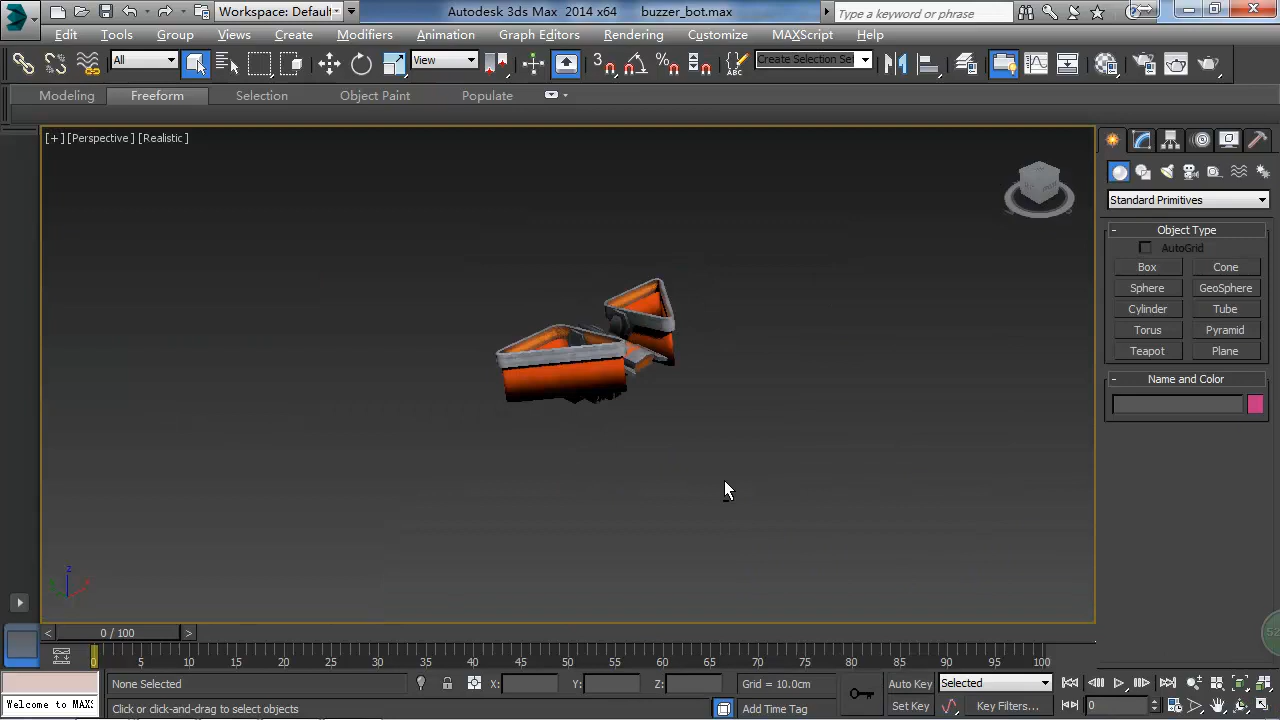 Workspace: Default
Autodesk 3ds Max 2014 x64 buzzer_bot.max
Type a keyword or phrase
Edit Tools Group Views Create Modifiers Animation Graph Editors Rendering Customize MAXScript Help
All
View
3
Create Selection Set
Modeling Freeform Selection Object Paint Populate
[+] [Perspective] [Realistic]
Standard Primitives
- Object Type
AutoGrid
Box Cone
Sphere GeoSphere
Cylinder Tube
Torus Pyramid
Teapot Plane
- Name and Color
z
x
< 0 / 100 >
0 5 10 15 20 25 30 35 40 45 50 55 60 65 70 75 80 85 90 95 100
None Selected X: Y: Z: Grid = 10.0cm Auto Key Selected
Welcome to MAX: Click or click-and-drag to select objects Add Time Tag Set Key Key Filters... 0